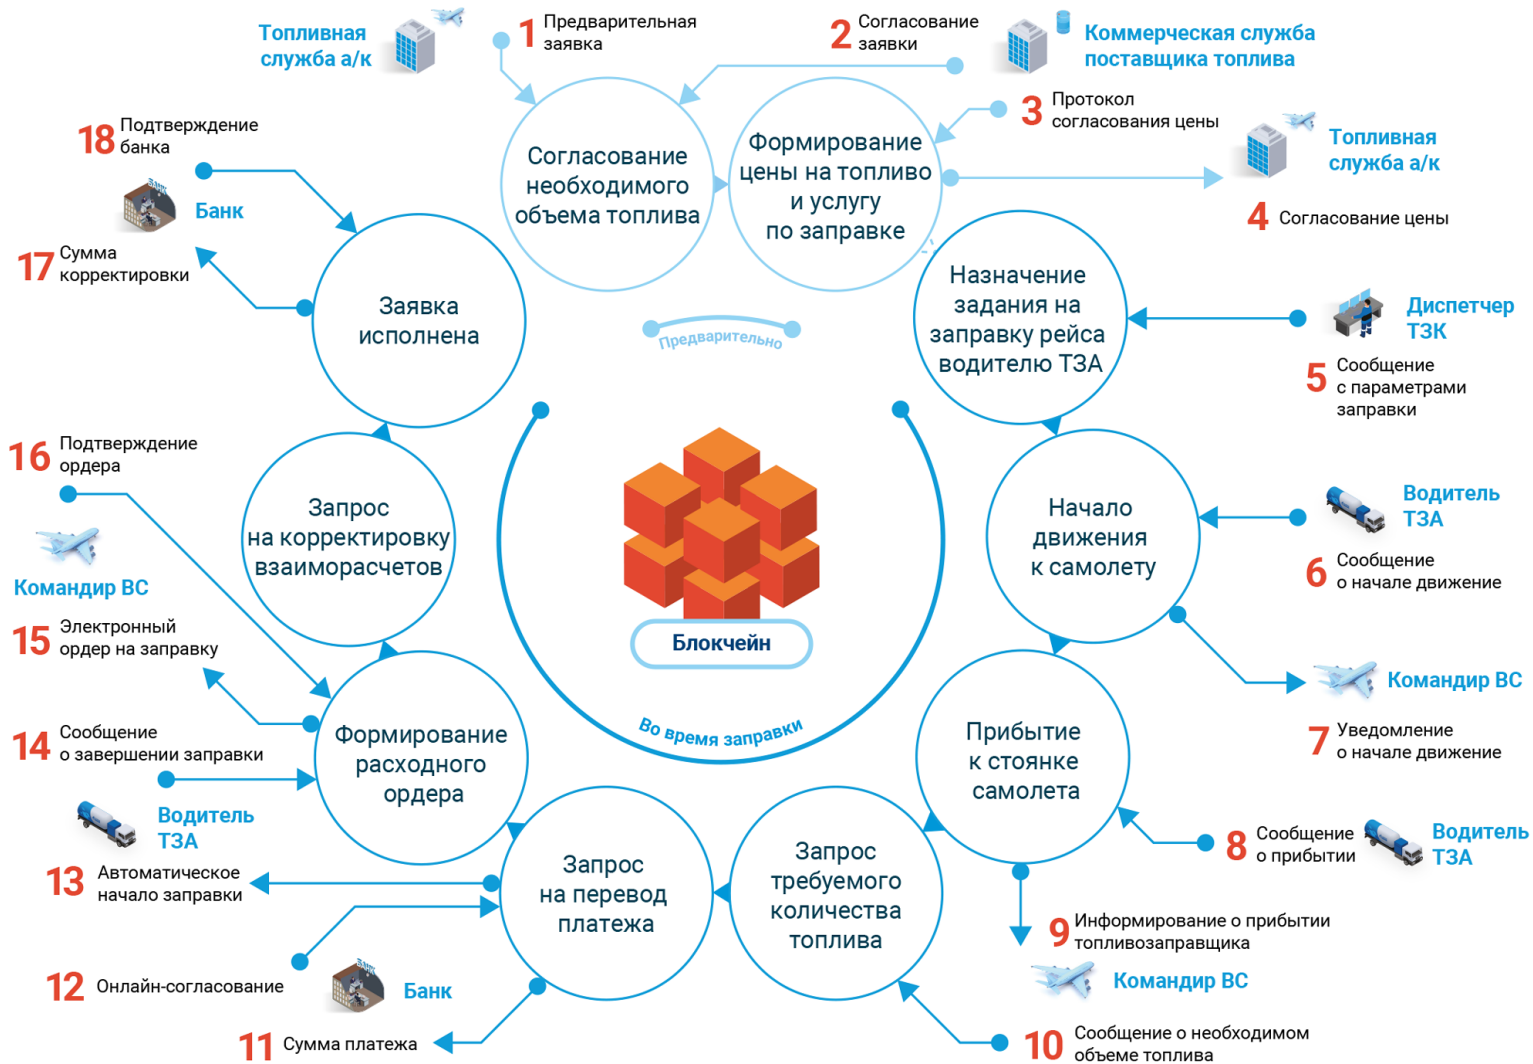 Топливная
служба а/к
1
Предварительная
заявка
2
Согласование
заявки
Коммерческая служба
поставщика топлива
3
Протокол
согласования цены
Топливная
служба а/к
4
Согласование цены
Согласование
необходимого
объема топлива
Формирование
цены на топливо
и услугу
по заправке
Назначение
задания на
заправку рейса
водителю ТЗА
Диспетчер
ТЗК
5
Сообщение
с параметрами
заправки
Начало
движения
к самолету
Водитель
ТЗА
6
Сообщение
о начале движение
Командир ВС
7
Уведомление
о начале движение
Прибытие
к стоянке
самолета
8
Сообщение
о прибытии
Водитель
ТЗА
9
Информирование о прибытии
топливозаправщика
Командир ВС
Запрос
требуемого
количества
топлива
10
Сообщение о необходимом
объеме топлива
Запрос
на перевод
платежа
11
Сумма платежа
Банк
12
Онлайн-согласование
13
Автоматическое
начало заправки
Формирование
расходного
ордера
14
Сообщение
о завершении заправки
Водитель
ТЗА
15
Электронный
ордер на заправку
Командир ВС
16
Подтверждение
ордера
Запрос
на корректировку
взаиморасчетов
Заявка
исполнена
17
Сумма
корректировки
Банк
18
Подтверждение
банка
Предварительно
Блокчейн
Во время заправки